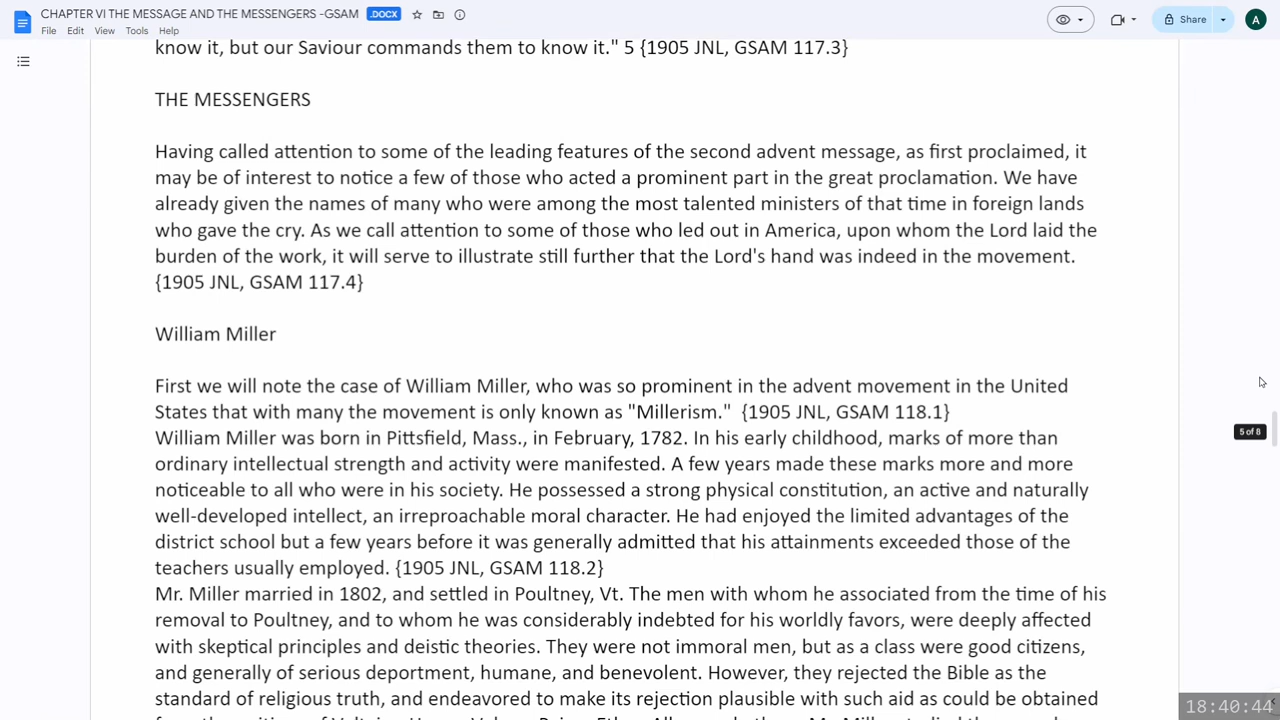 CHAPTER VI THE MESSAGE AND THE MESSENGERS -GSAM .DOCX
File Edit View Tools Help
Share
A
know it, but our Saviour commands them to know it." 5 {1905 JNL, GSAM 117.3}
THE MESSENGERS
Having called attention to some of the leading features of the second advent message, as first proclaimed, it
may be of interest to notice a few of those who acted a prominent part in the great proclamation. We have
already given the names of many who were among the most talented ministers of that time in foreign lands
who gave the cry. As we call attention to some of those who led out in America, upon whom the Lord laid the
burden of the work, it will serve to illustrate still further that the Lord's hand was indeed in the movement.
{1905 JNL, GSAM 117.4}
William Miller
First we will note the case of William Miller, who was so prominent in the advent movement in the United
States that with many the movement is only known as "Millerism." {1905 JNL, GSAM 118.1}
William Miller was born in Pittsfield, Mass., in February, 1782. In his early childhood, marks of more than
ordinary intellectual strength and activity were manifested. A few years made these marks more and more
noticeable to all who were in his society. He possessed a strong physical constitution, an active and naturally
well-developed intellect, an irreproachable moral character. He had enjoyed the limited advantages of the
district school but a few years before it was generally admitted that his attainments exceeded those of the
teachers usually employed. {1905 JNL, GSAM 118.2}
Mr. Miller married in 1802, and settled in Poultney, Vt. The men with whom he associated from the time of his
removal to Poultney, and to whom he was considerably indebted for his worldly favors, were deeply affected
with skeptical principles and deistic theories. They were not immoral men, but as a class were good citizens,
and generally of serious deportment, humane, and benevolent. However, they rejected the Bible as the
standard of religious truth, and endeavored to make its rejection plausible with such aid as could be obtained
5 of 8
18:40:44